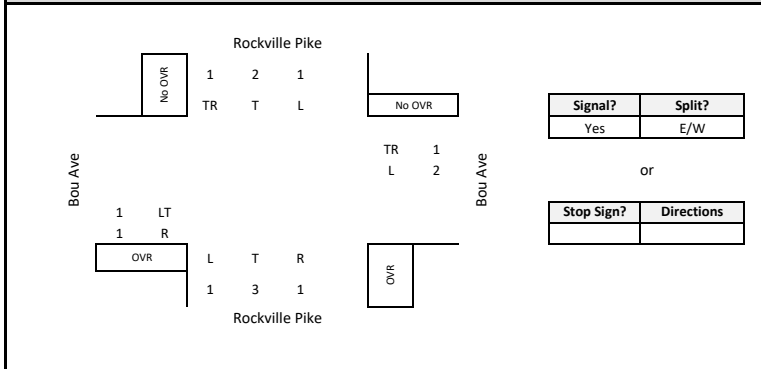 Rockville Pike
No OVR
1 2 1
TR T L
No OVR
Signal? Split?
Yes E/W
TR 1
L 2
Bou Ave
Bou Ave
or
1 LT
1 R
Stop Sign? Directions
OVR
L T R
OVR
1 3 1
Rockville Pike